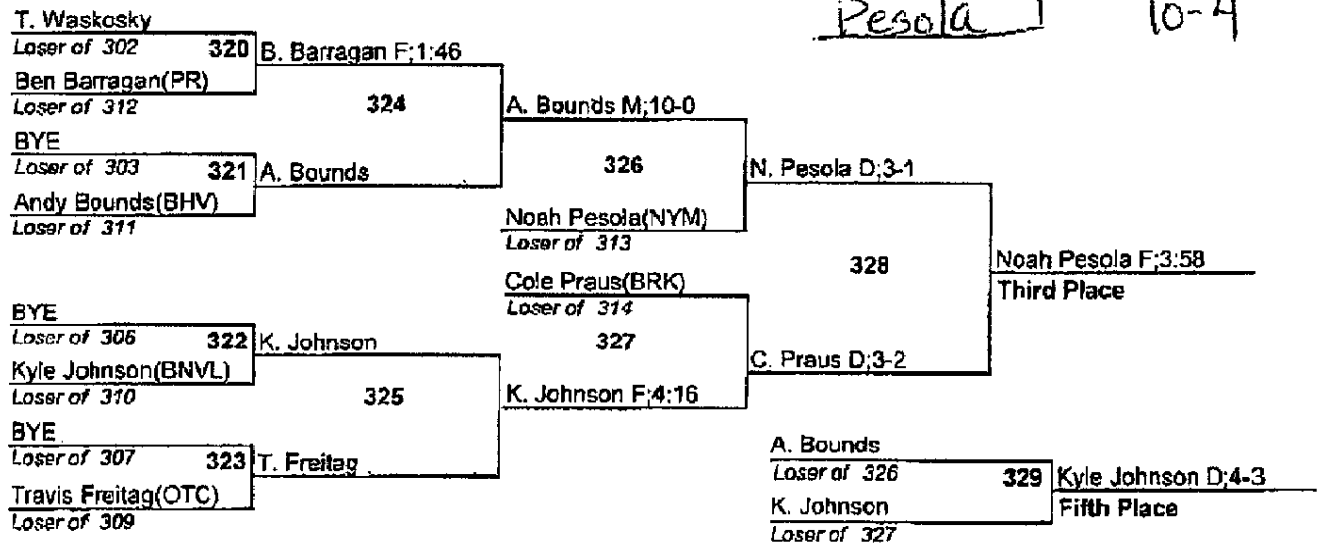 Pesola 10-4
T. Waskosky
Loser of 302
320
B. Barragan F;1:46
Ben Barragan(PR)
Loser of 312
324
A. Bounds M;10-0
BYE
Loser of 303
321
A. Bounds
Andy Bounds(BHV)
Loser of 311
326
N. Pesola D;3-1
Noah Pesola(NYM)
Loser of 313
328
Noah Pesola F;3:58
Third Place
Cole Praus(BRK)
Loser of 314
BYE
Loser of 306
322
K. Johnson
327
Kyle Johnson(BNVL)
Loser of 310
C. Praus D;3-2
325
K. Johnson F;4:16
BYE
Loser of 307
323
T. Freitag
Travis Freitag(OTC)
Loser of 309
A. Bounds
Loser of 326
329
Kyle Johnson D;4-3
K. Johnson
Fifth Place
Loser of 327